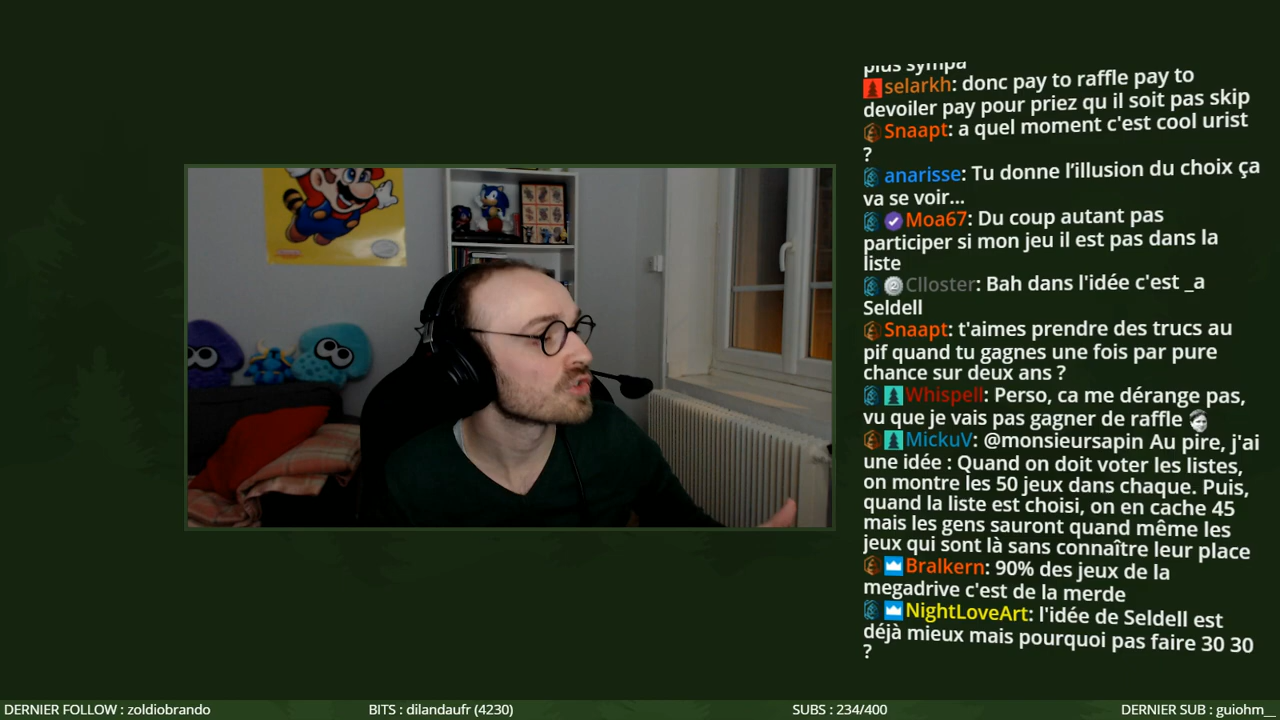 plus sympa
selarkh: donc pay to raffle pay to
devoiler pay pour priez qu il soit pas skip
Snaapt: a quel moment c'est cool urist
?
anarisse: Tu donne l'illusion du choix ça
va se voir...
Moa67: Du coup autant pas
participer si mon jeu il est pas dans la
liste
Clloster: Bah dans l'idée c'est _a
Seldell
Snaapt: t'aimes prendre des trucs au
pif quand tu gagnes une fois par pure
chance sur deux ans ?
Whispell: Perso, ca me dérange pas,
vu que je vais pas gagner de raffle
MickuV: @monsieursapin Au pire, j'ai
une idée : Quand on doit voter les listes,
on montre les 50 jeux dans chaque. Puis,
quand la liste est choisi, on en cache 45
mais les gens sauront quand même les
jeux qui sont là sans connaître leur place
Bralkern: 90% des jeux de la
megadrive c'est de la merde
NightLoveArt: l'idée de Seldell est
déjà mieux mais pourquoi pas faire 30 30
?
DERNIER FOLLOW : zoldiobrando
BITS : dilandaufr (4230)
SUBS : 234/400
DERNIER SUB : guiohm__